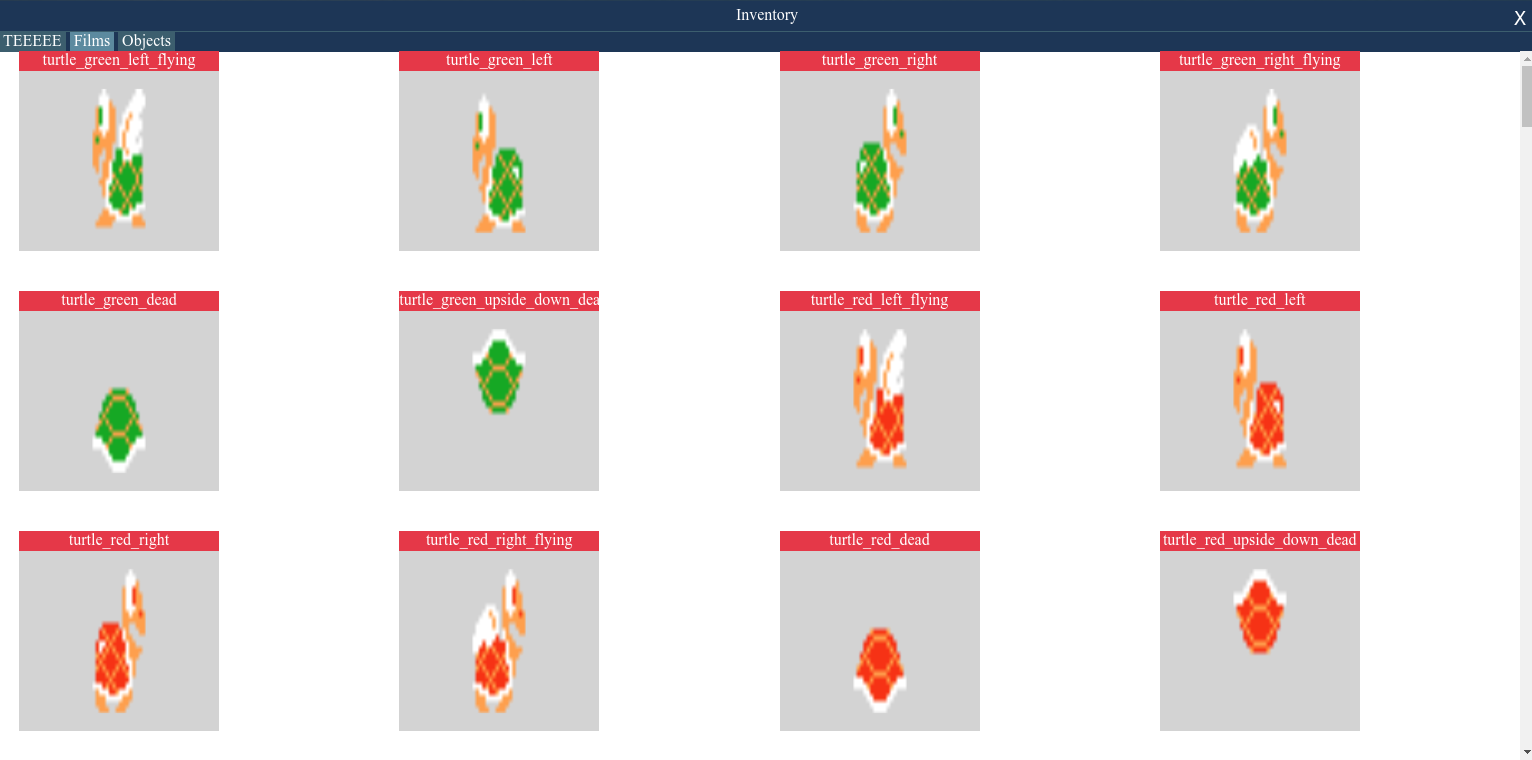 Inventory
X
TEEEEE Films Objects
turtle_green_left_flying
turtle_green_left
turtle_green_right
turtle_green_right_flying
turtle_green_dead
turtle_green_upside_down_dea
turtle_red_left_flying
turtle_red_left
turtle_red_right
turtle_red_right_flying
turtle_red_dead
turtle_red_upside_down_dead